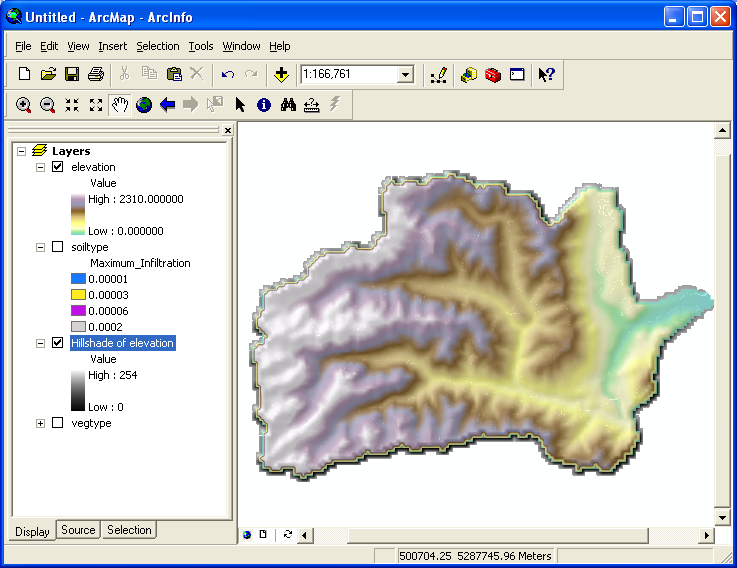 Untitled - ArcMap - ArcInfo
File Edit View Insert Selection Tools Window Help
1:166,761
Layers
elevation
Value
High : 2310.000000
Low : 0.000000
soiltype
Maximum_Infiltration
0.00001
0.00003
0.00006
0.0002
Hillshade of elevation
Value
High : 254
Low : 0
vegtype
Display Source Selection
500704.25 5287745.96 Meters